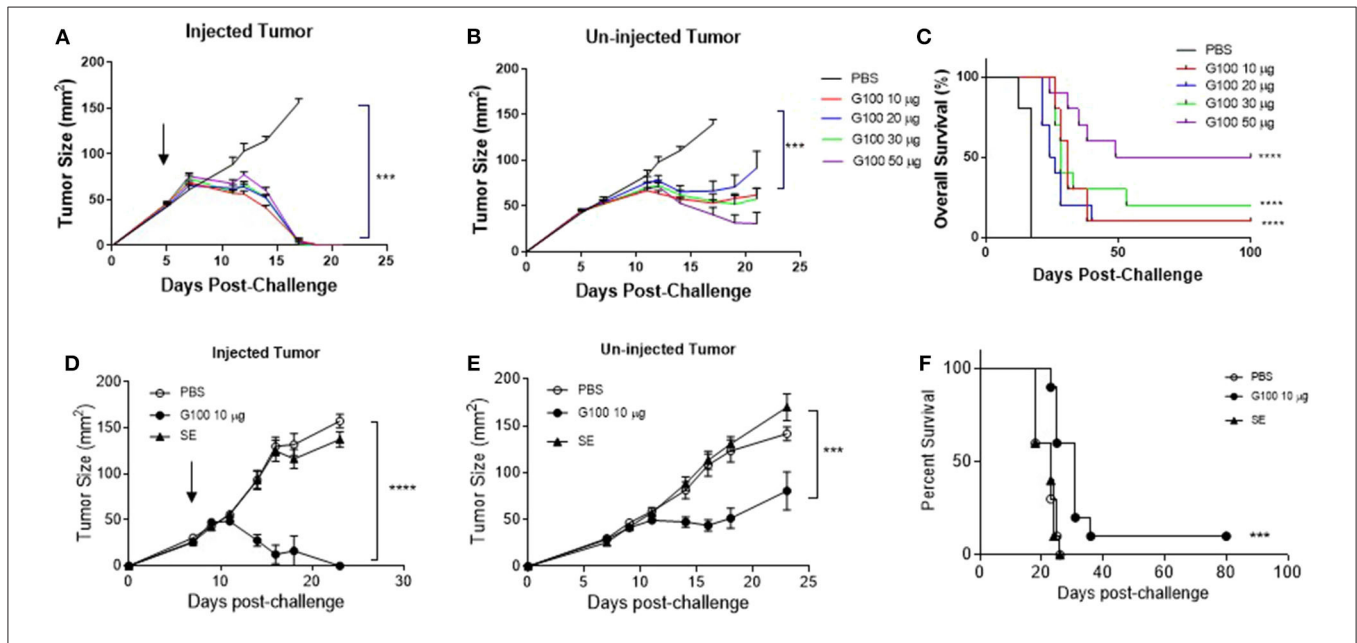 A
Injected Tumor
Tumor Size (mm²)
200
150
100
50
0
0 5 10 15 20 25
Days Post-Challenge
***
B
Un-injected Tumor
Tumor Size (mm²)
200
150
100
50
0
0 5 10 15 20 25
Days Post-Challenge
***
PBS
G100 10 µg
G100 20 µg
G100 30 µg
G100 50 µg
C
Overall Survival (%)
100
50
0
0 50 100
Days Post-Challenge
PBS
G100 10 µg
G100 20 µg
G100 30 µg
G100 50 µg
****
****
****
D
Injected Tumor
PBS
G100 10 µg
SE
Tumor Size (mm²)
200
150
100
50
0
0 10 20 30
Days post-challenge
****
E
Un-injected Tumor
PBS
G100 10 µg
SE
Tumor Size (mm²)
200
150
100
50
0
0 5 10 15 20 25
Days post-challenge
***
F
Percent Survival
100
50
0
0 20 40 60 80 100
Days post-challenge
PBS
G100 10 µg
SE
***